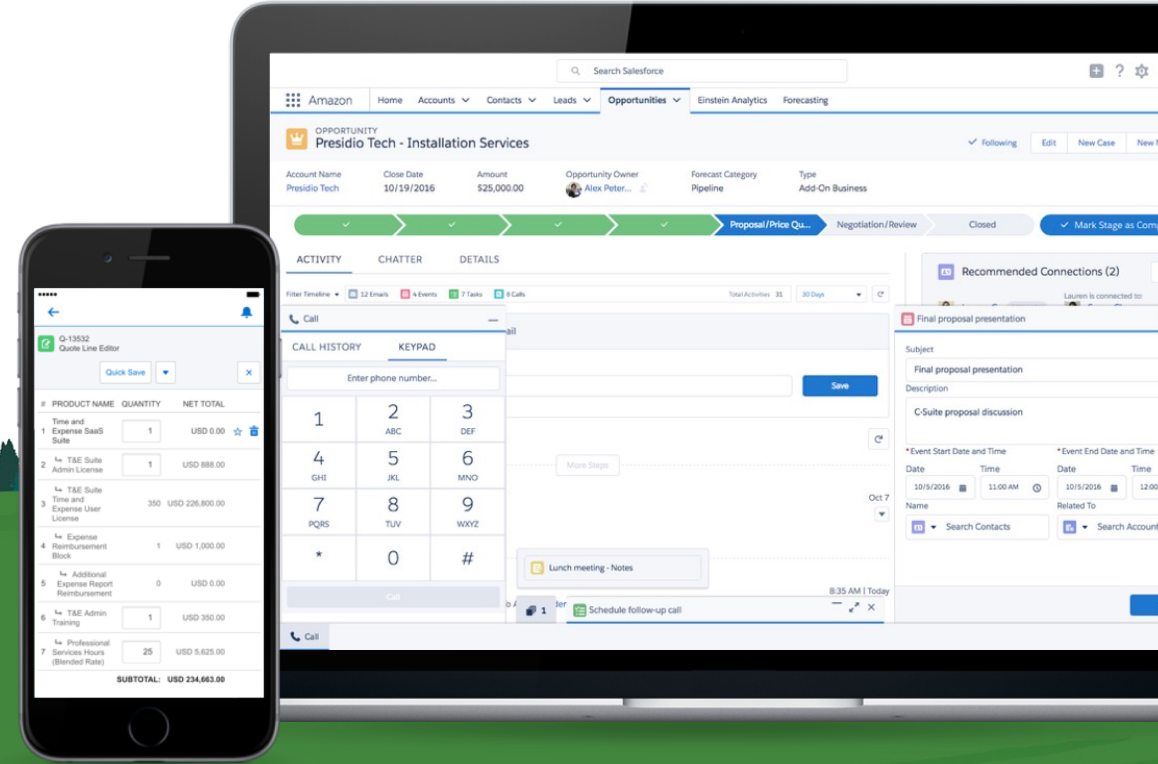 Q-13532
Quote Line Editor
Quick Save
# PRODUCT NAME QUANTITY NET TOTAL
Time and
1 Expense SaaS 1 USD 0.00
Suite
↳ T&E Suite
2 Admin License 1 USD 888.00
↳ T&E Suite
3 Time and 350 USD 226,800.00
Expense User
License
↳ Expense
4 Reimbursement 1 USD 1,000.00
Block
↳ Additional
5 Expense Report 0 USD 0.00
Reimbursement
↳ T&E Admin
6 Training 1 USD 350.00
↳ Professional
7 Services Hours 25 USD 5,625.00
(Blended Rate)
SUBTOTAL: USD 234,663.00
Search Salesforce
Amazon Home Accounts Contacts Leads Opportunities Einstein Analytics Forecasting
OPPORTUNITY
Presidio Tech - Installation Services
Following Edit New Case New
Account Name Close Date Amount Opportunity Owner Forecast Category Type
Presidio Tech 10/19/2016 $25,000.00 Alex Peter... Pipeline Add-On Business
Proposal/Price Qu... Negotiation/Review Closed Mark Stage as Comp
ACTIVITY CHATTER DETAILS
Recommended Connections (2)
Filter Timeline 12 Emails 4 Events 7 Tasks 8 Calls Total Activities 31 30 Days
Lauren is connected to:
Call
ail
CALL HISTORY KEYPAD
Enter phone number...
Save
1 2 3
ABC DEF
4 5 6
GHI JKL MNO
More Steps
7 8 9
PQRS TUV WXYZ
Oct 7
* 0 #
Call
Lunch meeting - Notes
8:35 AM | Today
1 Schedule follow-up call
Call
Final proposal presentation
Subject
Final proposal presentation
Description
C-Suite proposal discussion
*Event Start Date and Time *Event End Date and Time
Date Time Date Time
10/5/2016 11:00 AM 10/5/2016 12:00
Name Related To
Search Contacts Search Account